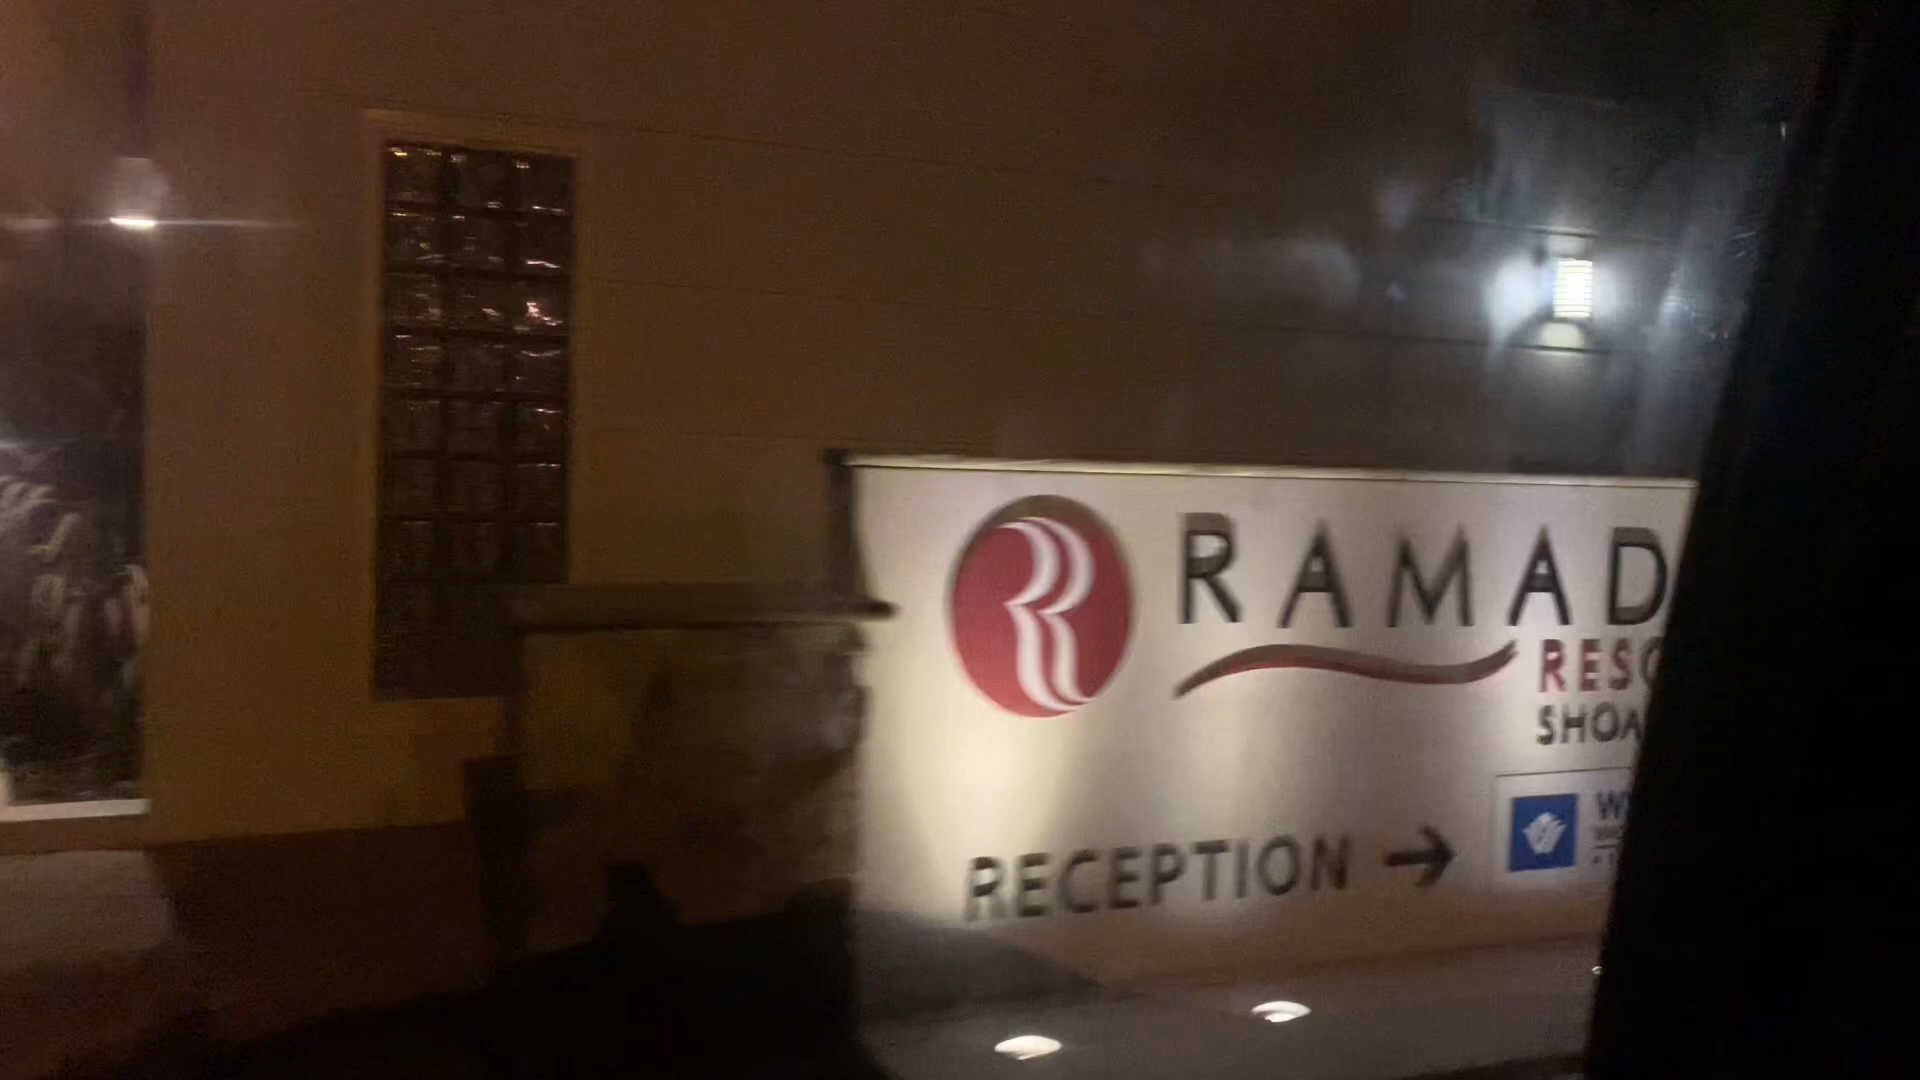 RAMAD
RESO
SHOA
RECEPTION →